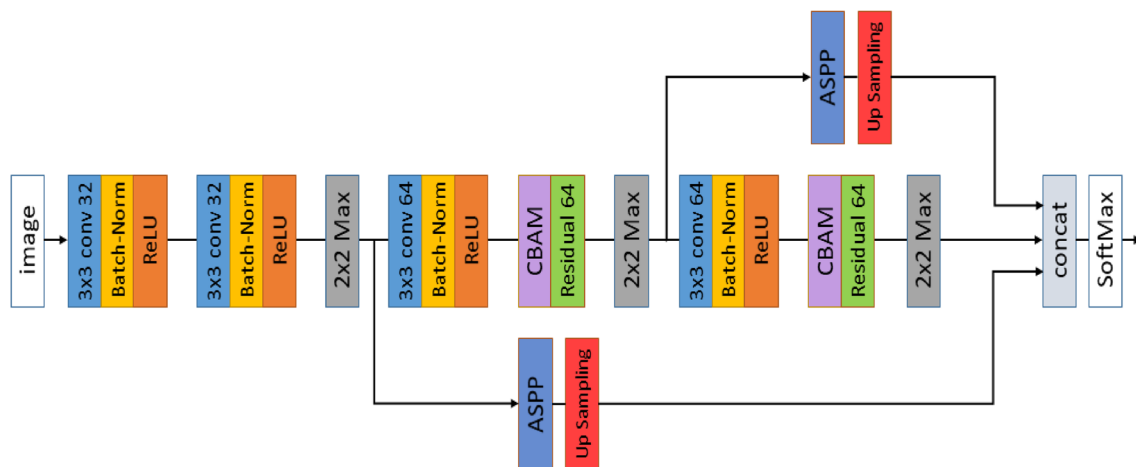 ASPP
Up Sampling
image
3x3 conv 32
Batch-Norm
ReLU
3x3 conv 32
Batch-Norm
ReLU
2x2 Max
3x3 conv 64
Batch-Norm
ReLU
CBAM
Residual 64
2x2 Max
3x3 conv 64
Batch-Norm
ReLU
CBAM
Residual 64
2x2 Max
concat
SoftMax
ASPP
Up Sampling